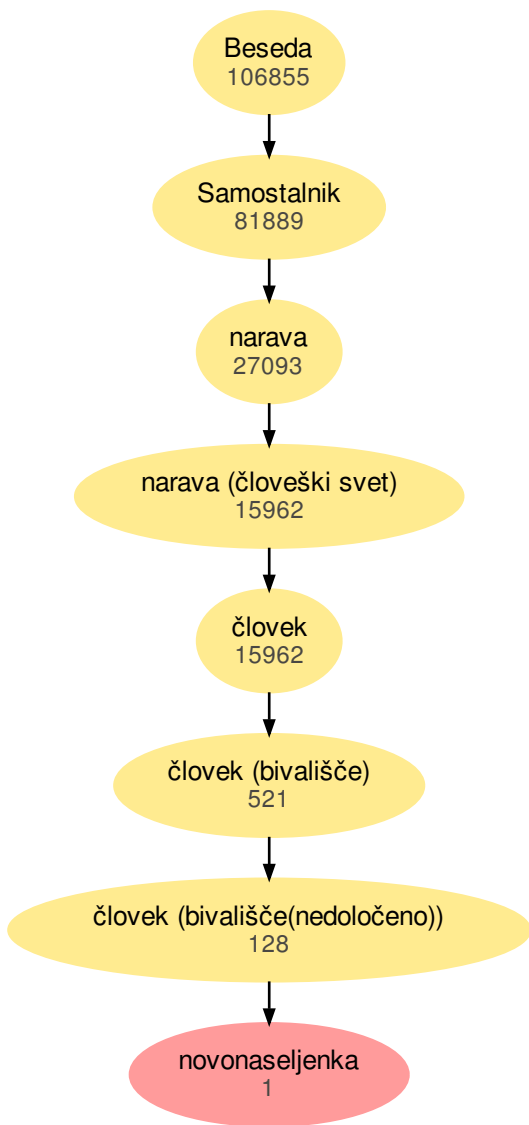 Beseda
106855
Samostalnik
81889
narava
27093
narava (človeški svet)
15962
človek
15962
človek (bivališče)
521
človek (bivališče(nedoločeno))
128
novonaseljenka
1